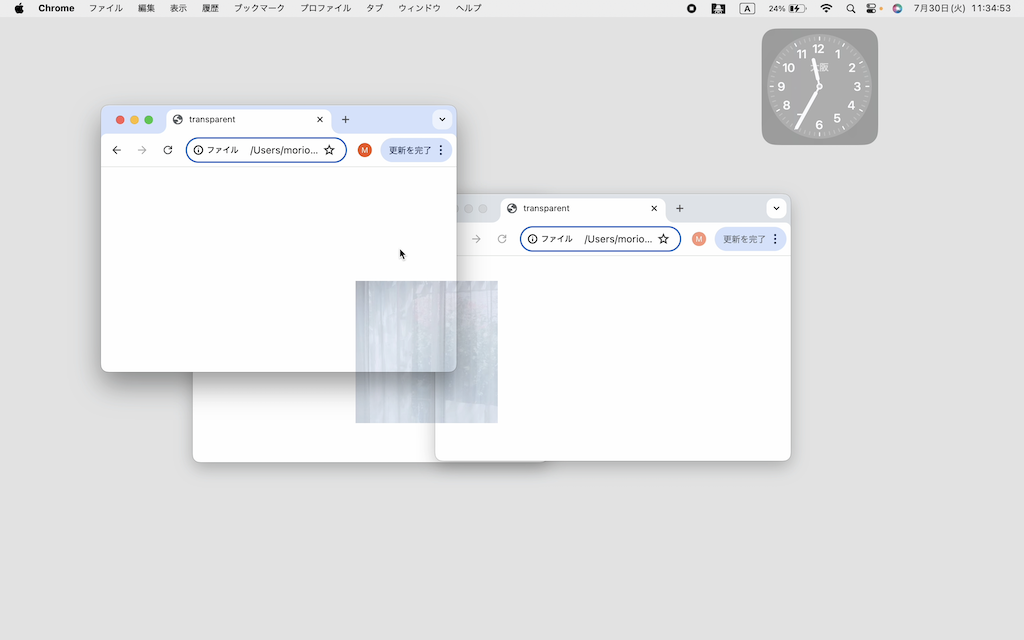 Chrome ファイル 編集 表示 履歴 ブックマーク プロファイル タブ ウィンドウ ヘルプ A 24% 7月30日(火) 11:34:53
大阪
12
1
2
3
4
5
6
7
8
9
10
11
transparent
ファイル /Users/morio... M 更新を完了
transparent
ファイル /Users/morio... M 更新を完了